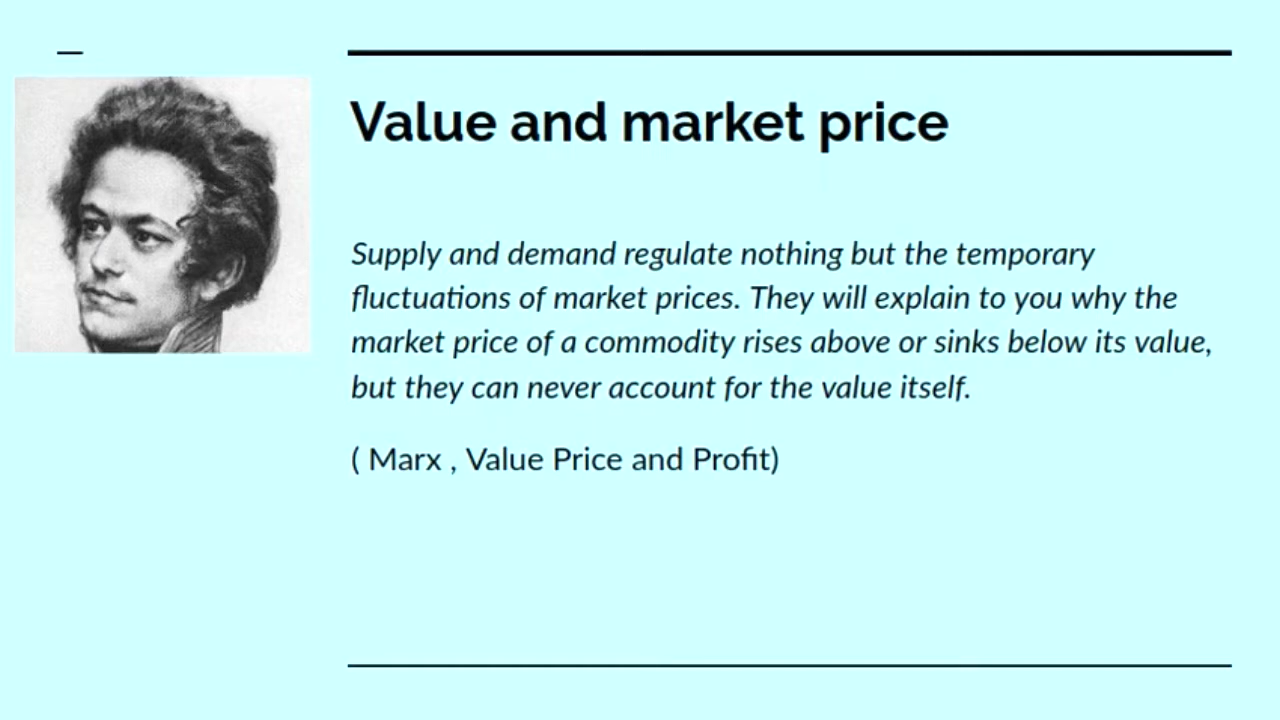 Value and market price
Supply and demand regulate nothing but the temporary
fluctuations of market prices. They will explain to you why the
market price of a commodity rises above or sinks below its value,
but they can never account for the value itself.
( Marx , Value Price and Profit)